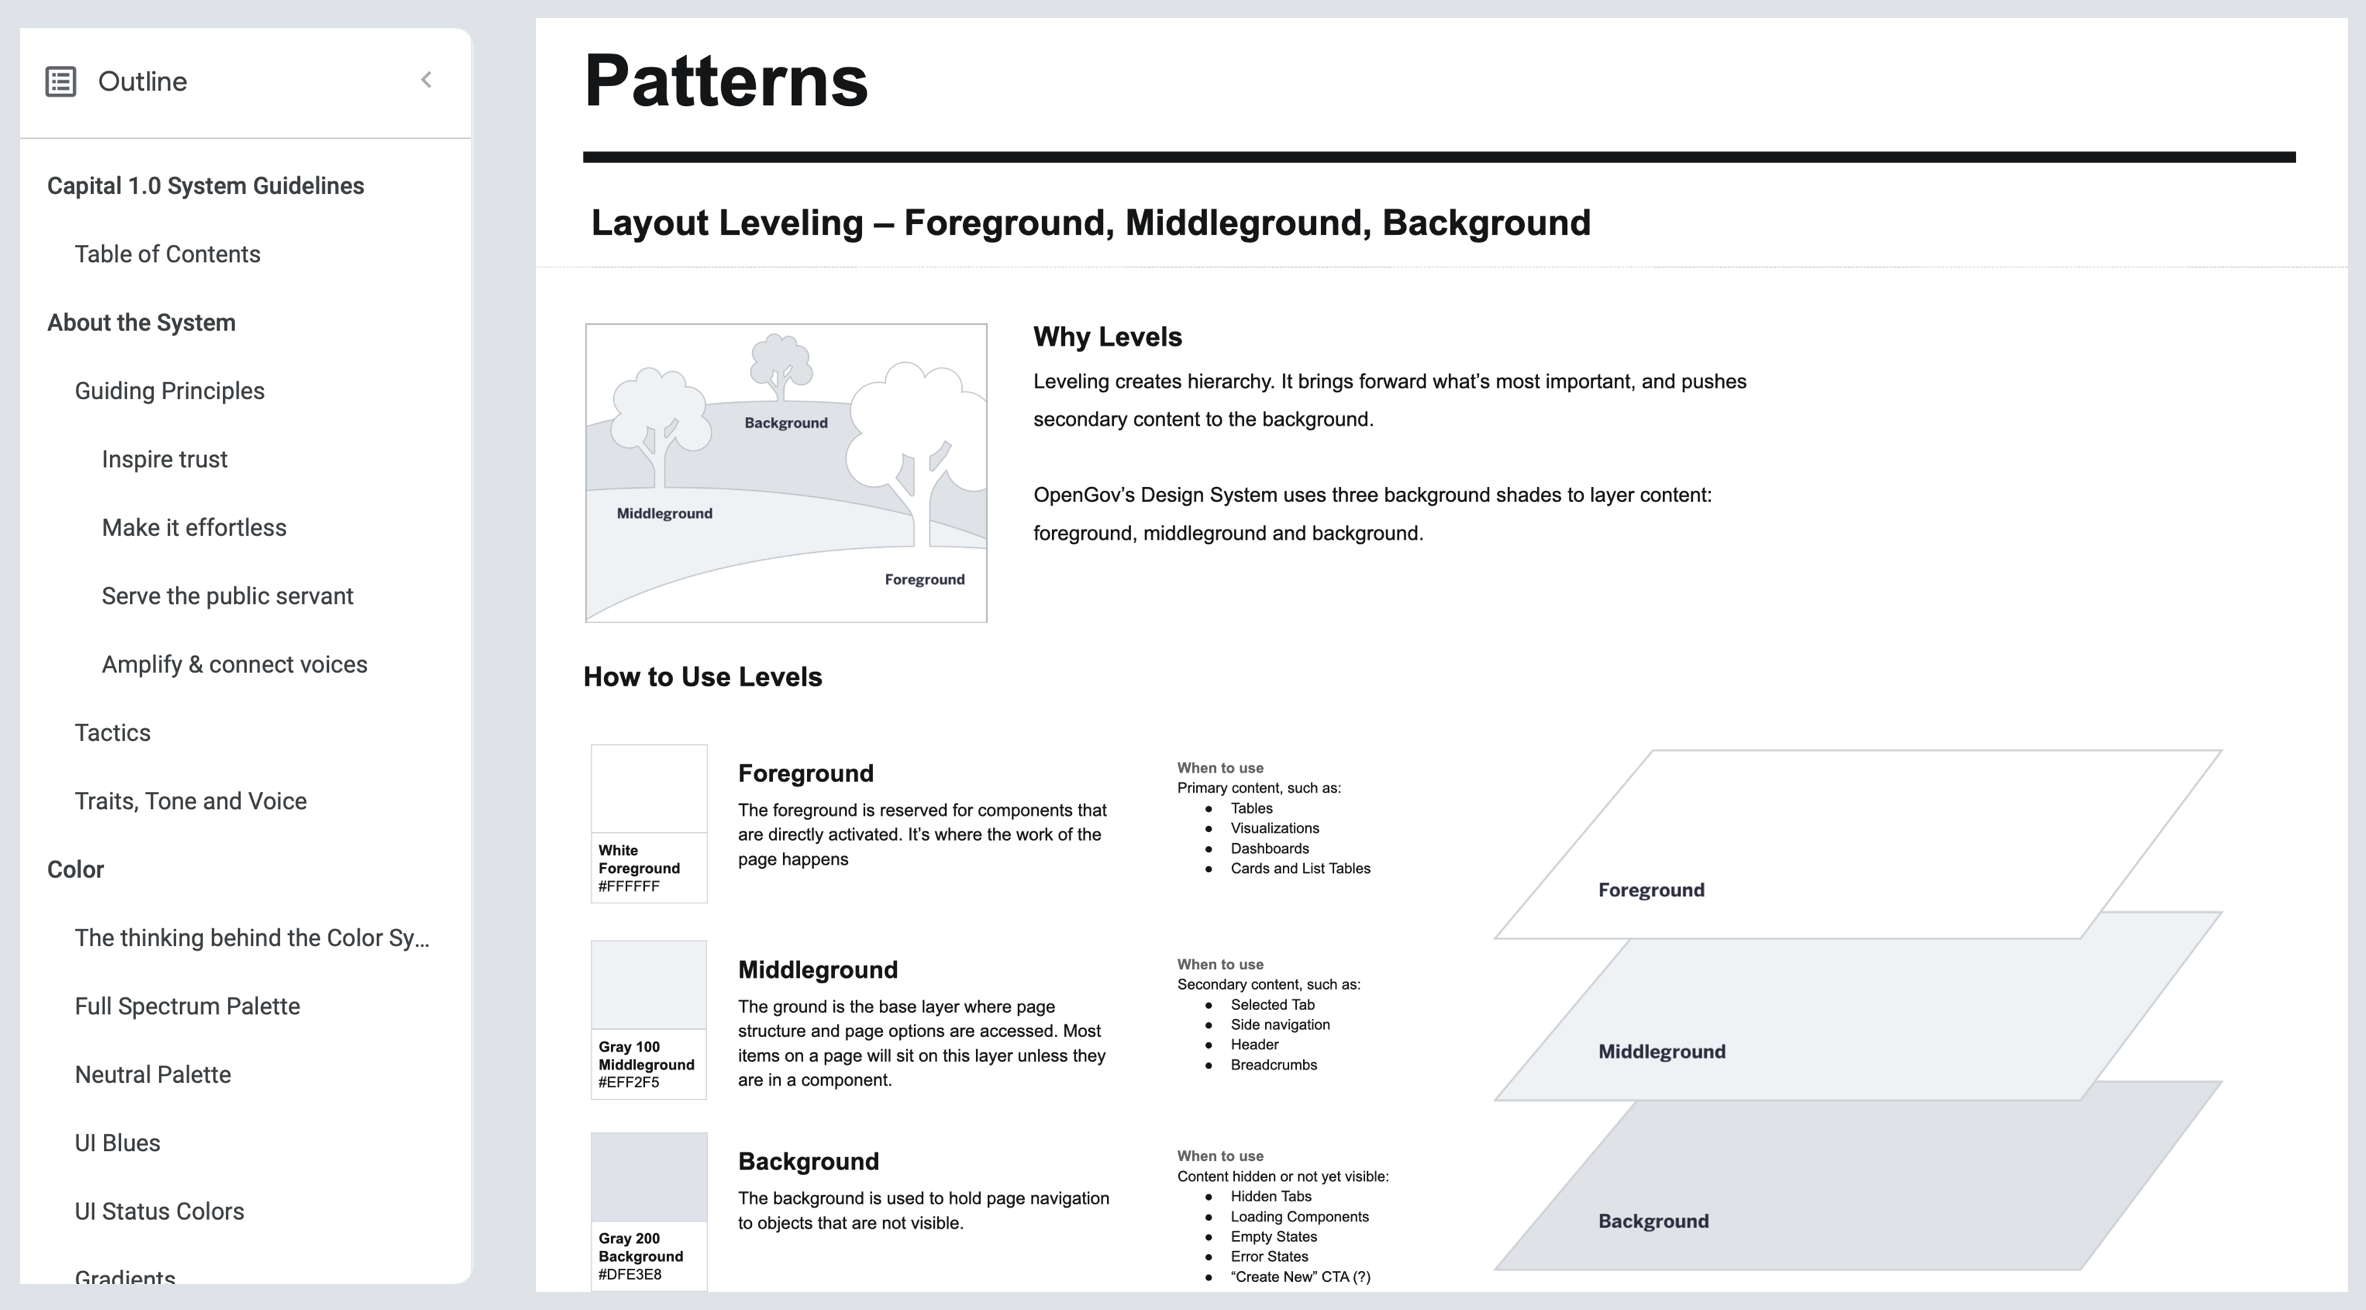 Outline
Capital 1.0 System Guidelines
Table of Contents
About the System
Guiding Principles
Inspire trust
Make it effortless
Serve the public servant
Amplify & connect voices
Tactics
Traits, Tone and Voice
Color
The thinking behind the Color Sy...
Full Spectrum Palette
Neutral Palette
UI Blues
UI Status Colors
Gradients
Patterns
Layout Leveling – Foreground, Middleground, Background
Background
Middleground
Foreground
Why Levels
Leveling creates hierarchy. It brings forward what’s most important, and pushes
secondary content to the background.
OpenGov’s Design System uses three background shades to layer content:
foreground, middleground and background.
How to Use Levels
White
Foreground
#FFFFFF
Foreground
The foreground is reserved for components that
are directly activated. It’s where the work of the
page happens
When to use
Primary content, such as:
● Tables
● Visualizations
● Dashboards
● Cards and List Tables
Foreground
Gray 100
Middleground
#EFF2F5
Middleground
The ground is the base layer where page
structure and page options are accessed. Most
items on a page will sit on this layer unless they
are in a component.
When to use
Secondary content, such as:
● Selected Tab
● Side navigation
● Header
● Breadcrumbs
Middleground
Gray 200
Background
#DFE3E8
Background
The background is used to hold page navigation
to objects that are not visible.
When to use
Content hidden or not yet visible:
● Hidden Tabs
● Loading Components
● Empty States
● Error States
● “Create New” CTA (?)
Background